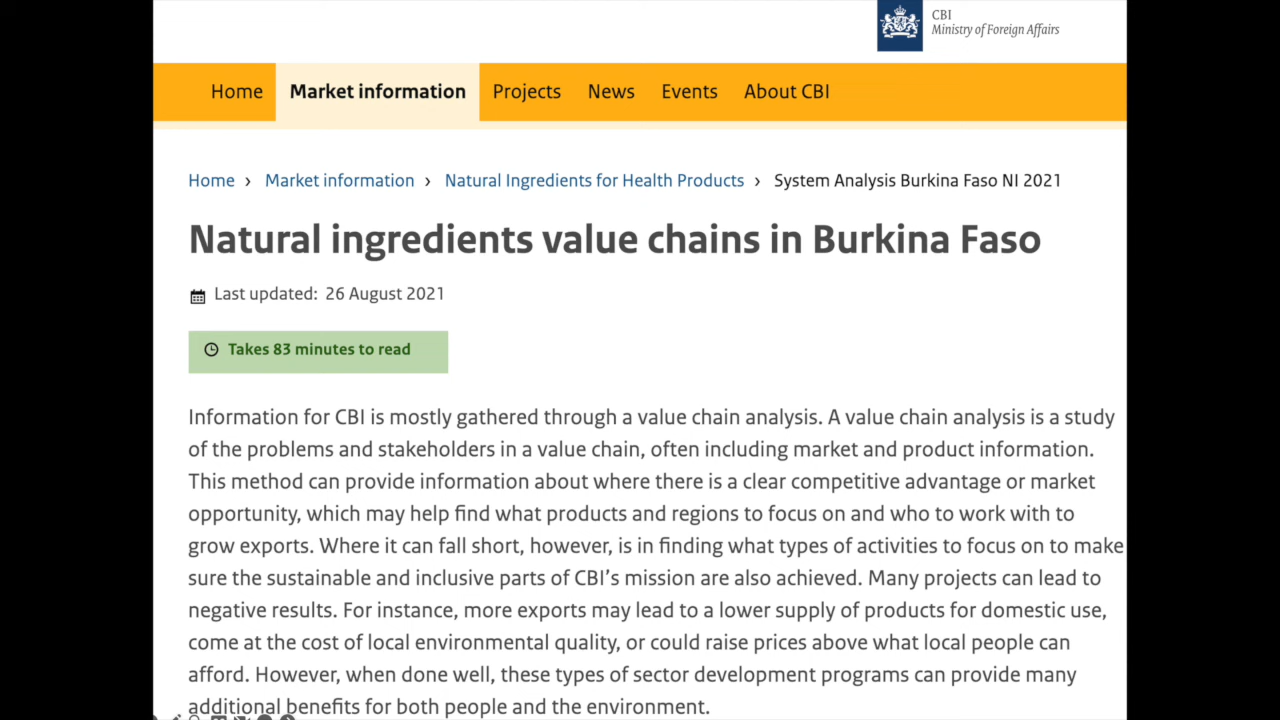 CBI
Ministry of Foreign Affairs
Home Market information Projects News Events About CBI
Home › Market information › Natural Ingredients for Health Products › System Analysis Burkina Faso NI 2021
Natural ingredients value chains in Burkina Faso
Last updated: 26 August 2021
Takes 83 minutes to read
Information for CBI is mostly gathered through a value chain analysis. A value chain analysis is a study
of the problems and stakeholders in a value chain, often including market and product information.
This method can provide information about where there is a clear competitive advantage or market
opportunity, which may help find what products and regions to focus on and who to work with to
grow exports. Where it can fall short, however, is in finding what types of activities to focus on to make
sure the sustainable and inclusive parts of CBI’s mission are also achieved. Many projects can lead to
negative results. For instance, more exports may lead to a lower supply of products for domestic use,
come at the cost of local environmental quality, or could raise prices above what local people can
afford. However, when done well, these types of sector development programs can provide many
additional benefits for both people and the environment.